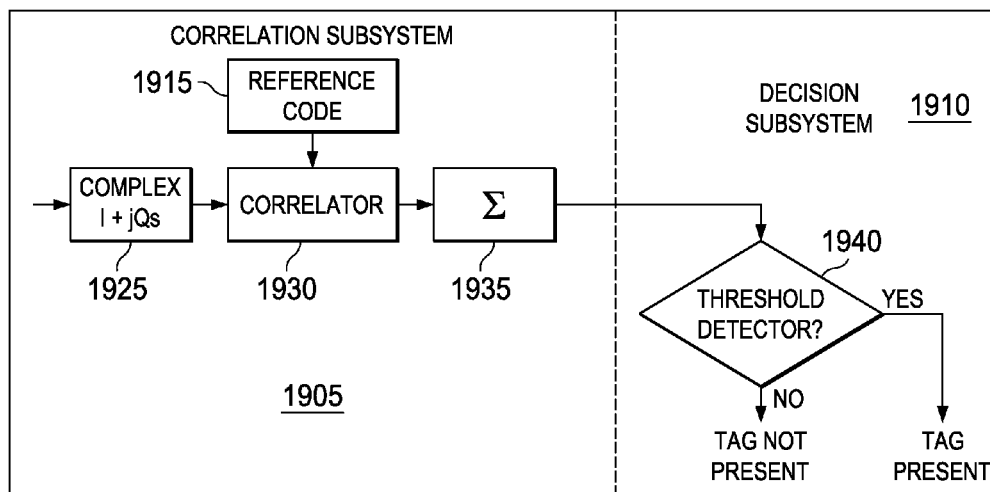 CORRELATION SUBSYSTEM
1915
REFERENCE
CODE
DECISION
SUBSYSTEM
1910
COMPLEX
I + jQs
CORRELATOR
Σ
1925
1930
1935
1940
THRESHOLD
DETECTOR?
YES
NO
1905
TAG NOT
PRESENT
TAG
PRESENT